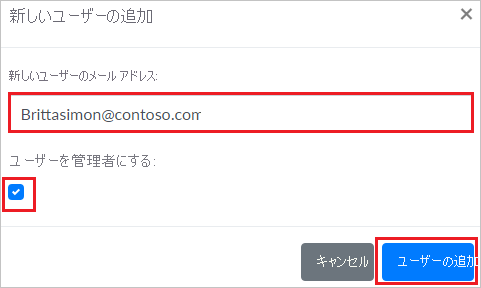 新しいユーザーの追加
新しいユーザーのメール アドレス:
Brittasimon@contoso.com
ユーザーを管理者にする:
キャンセル
ユーザーの追加